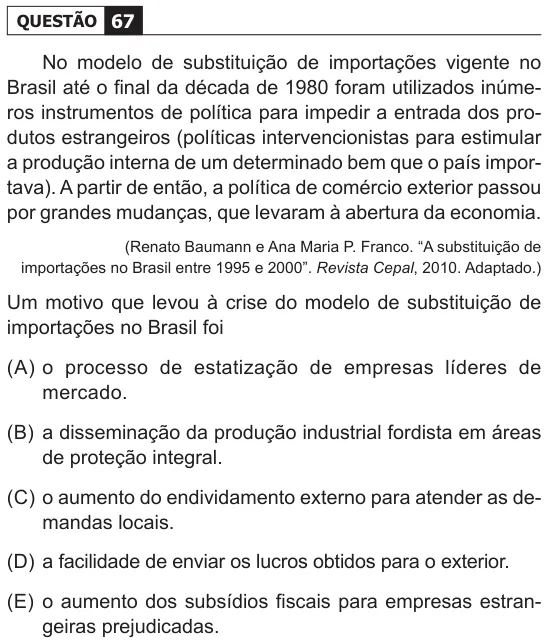 QUESTÃO 67
No modelo de substituição de importações vigente no
Brasil até o final da década de 1980 foram utilizados inúme-
ros instrumentos de política para impedir a entrada dos pro-
dutos estrangeiros (políticas intervencionistas para estimular
a produção interna de um determinado bem que o país impor-
tava). A partir de então, a política de comércio exterior passou
por grandes mudanças, que levaram à abertura da economia.
(Renato Baumann e Ana Maria P. Franco. “A substituição de
importações no Brasil entre 1995 e 2000”. Revista Cepal, 2010. Adaptado.)
Um motivo que levou à crise do modelo de substituição de
importações no Brasil foi
(A) o processo de estatização de empresas líderes de
mercado.
(B) a disseminação da produção industrial fordista em áreas
de proteção integral.
(C) o aumento do endividamento externo para atender as de-
mandas locais.
(D) a facilidade de enviar os lucros obtidos para o exterior.
(E) o aumento dos subsídios fiscais para empresas estran-
geiras prejudicadas.